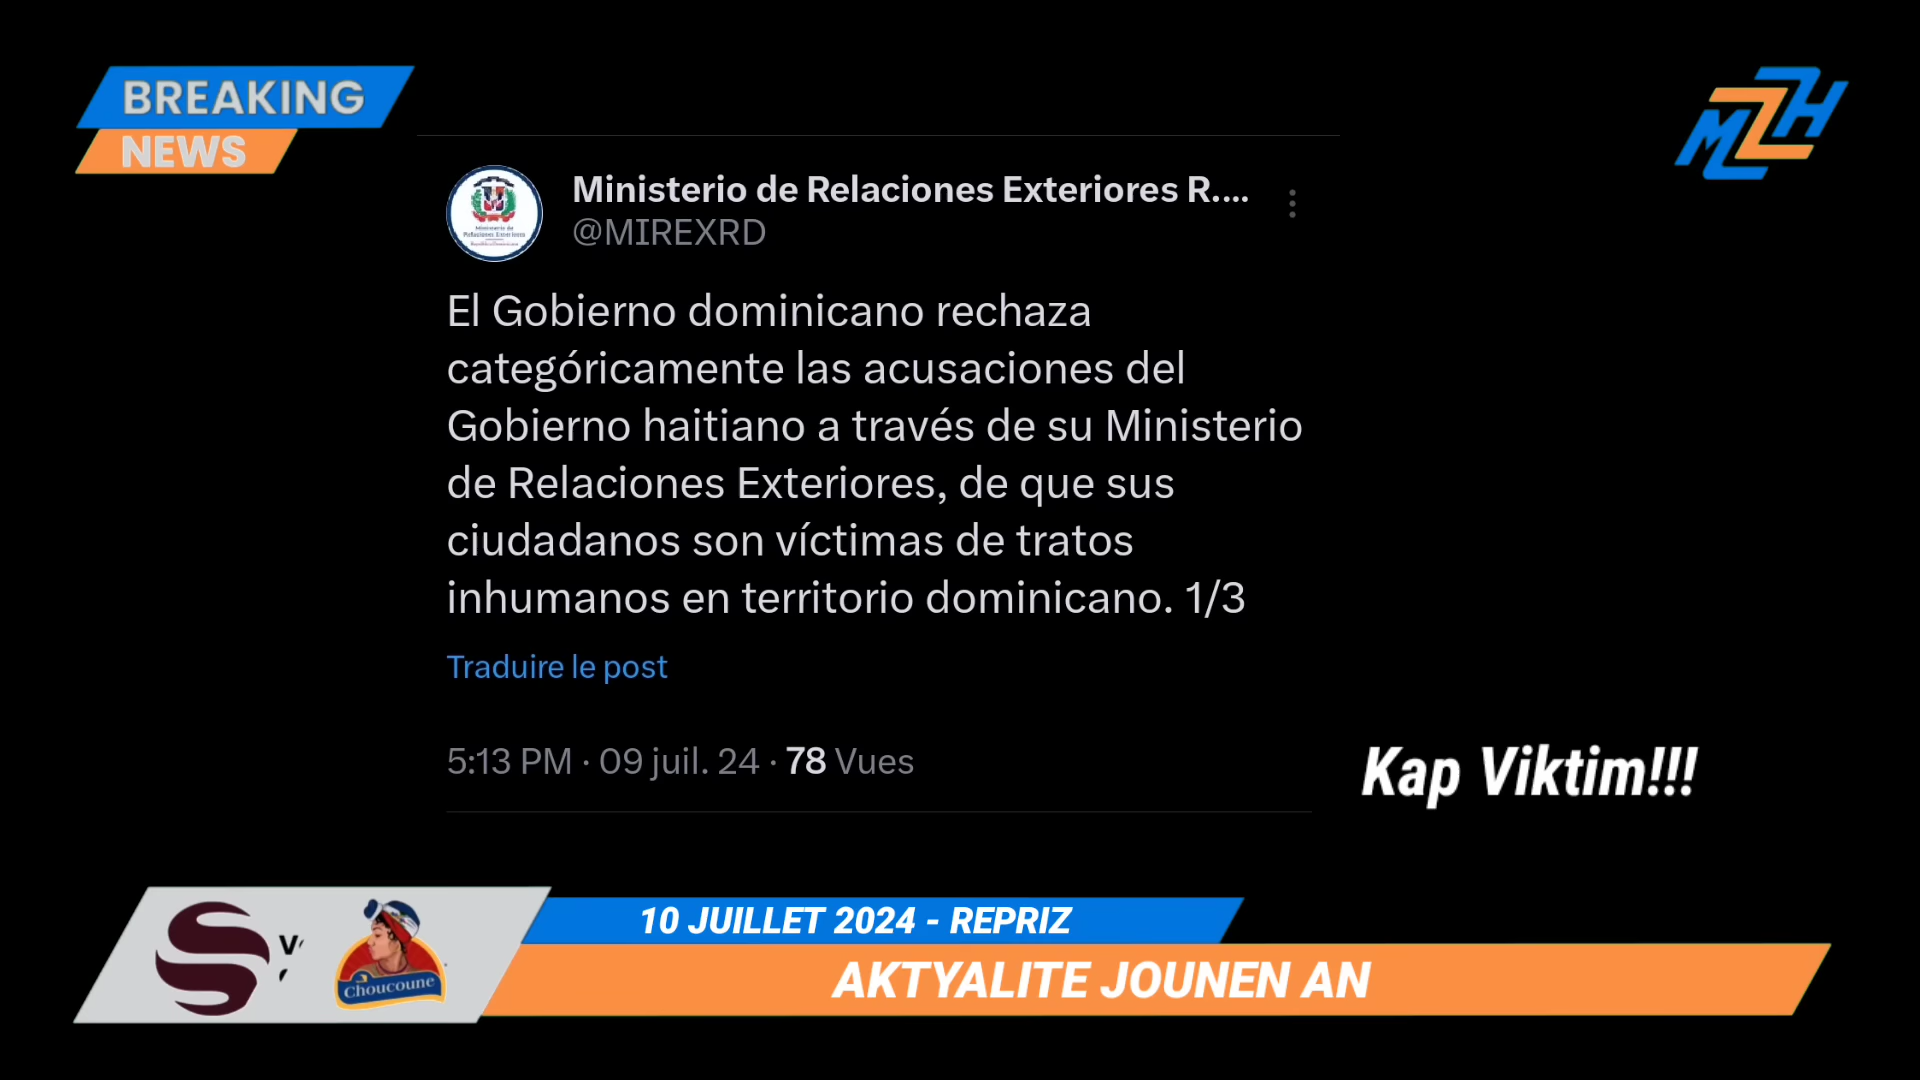 BREAKING
NEWS
MZH
Ministerio de Relaciones Exteriores R....
@MIREXRD
El Gobierno dominicano rechaza
categóricamente las acusaciones del
Gobierno haitiano a través de su Ministerio
de Relaciones Exteriores, de que sus
ciudadanos son víctimas de tratos
inhumanos en territorio dominicano. 1/3
Traduire le post
5:13 PM · 09 juil. 24 · 78 Vues
Kap Viktim!!!
Choucoune
10 JUILLET 2024 - REPRIZ
AKTYALITE JOUNEN AN